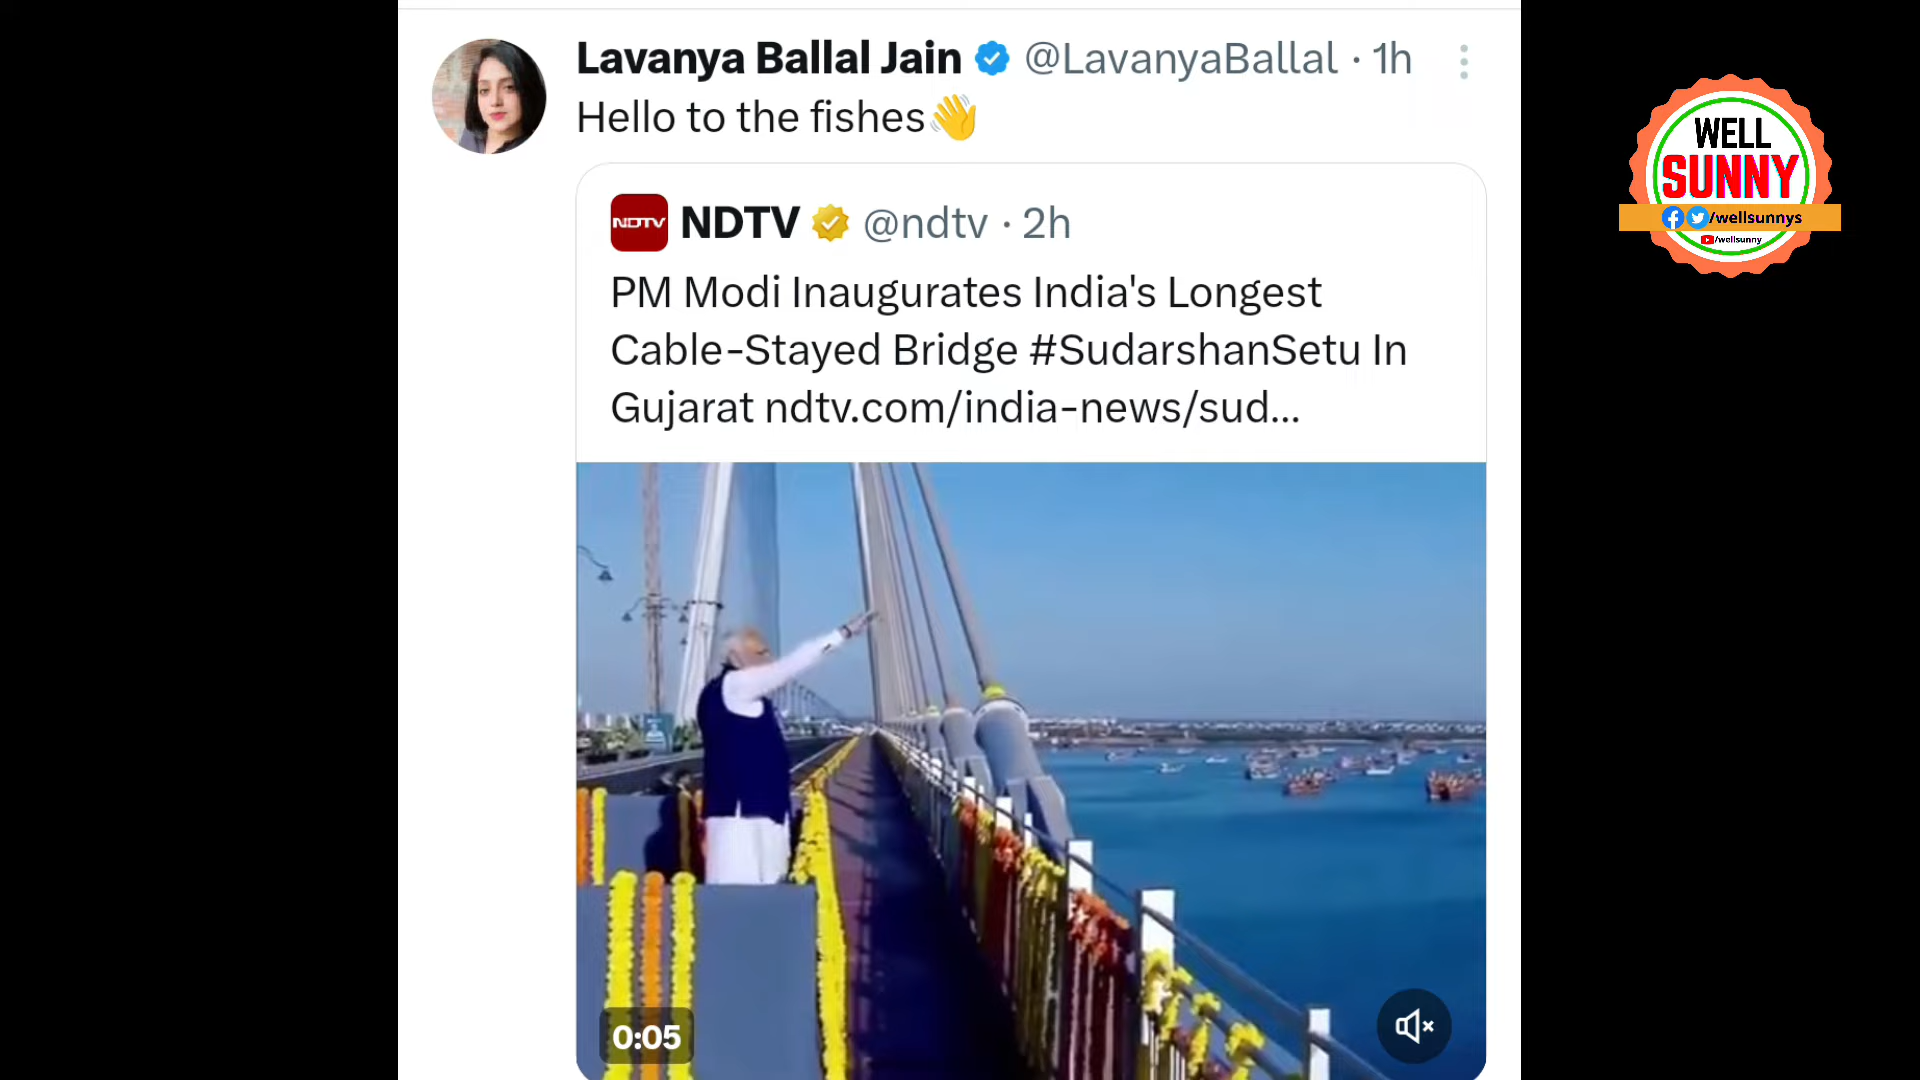 Lavanya Ballal Jain @LavanyaBallal · 1h
Hello to the fishes👋
NDTV
NDTV @ndtv · 2h
PM Modi Inaugurates India's Longest
Cable-Stayed Bridge #SudarshanSetu In
Gujarat ndtv.com/india-news/sud...
0:05
WELL
SUNNY
/wellsunnys
/wellsunny